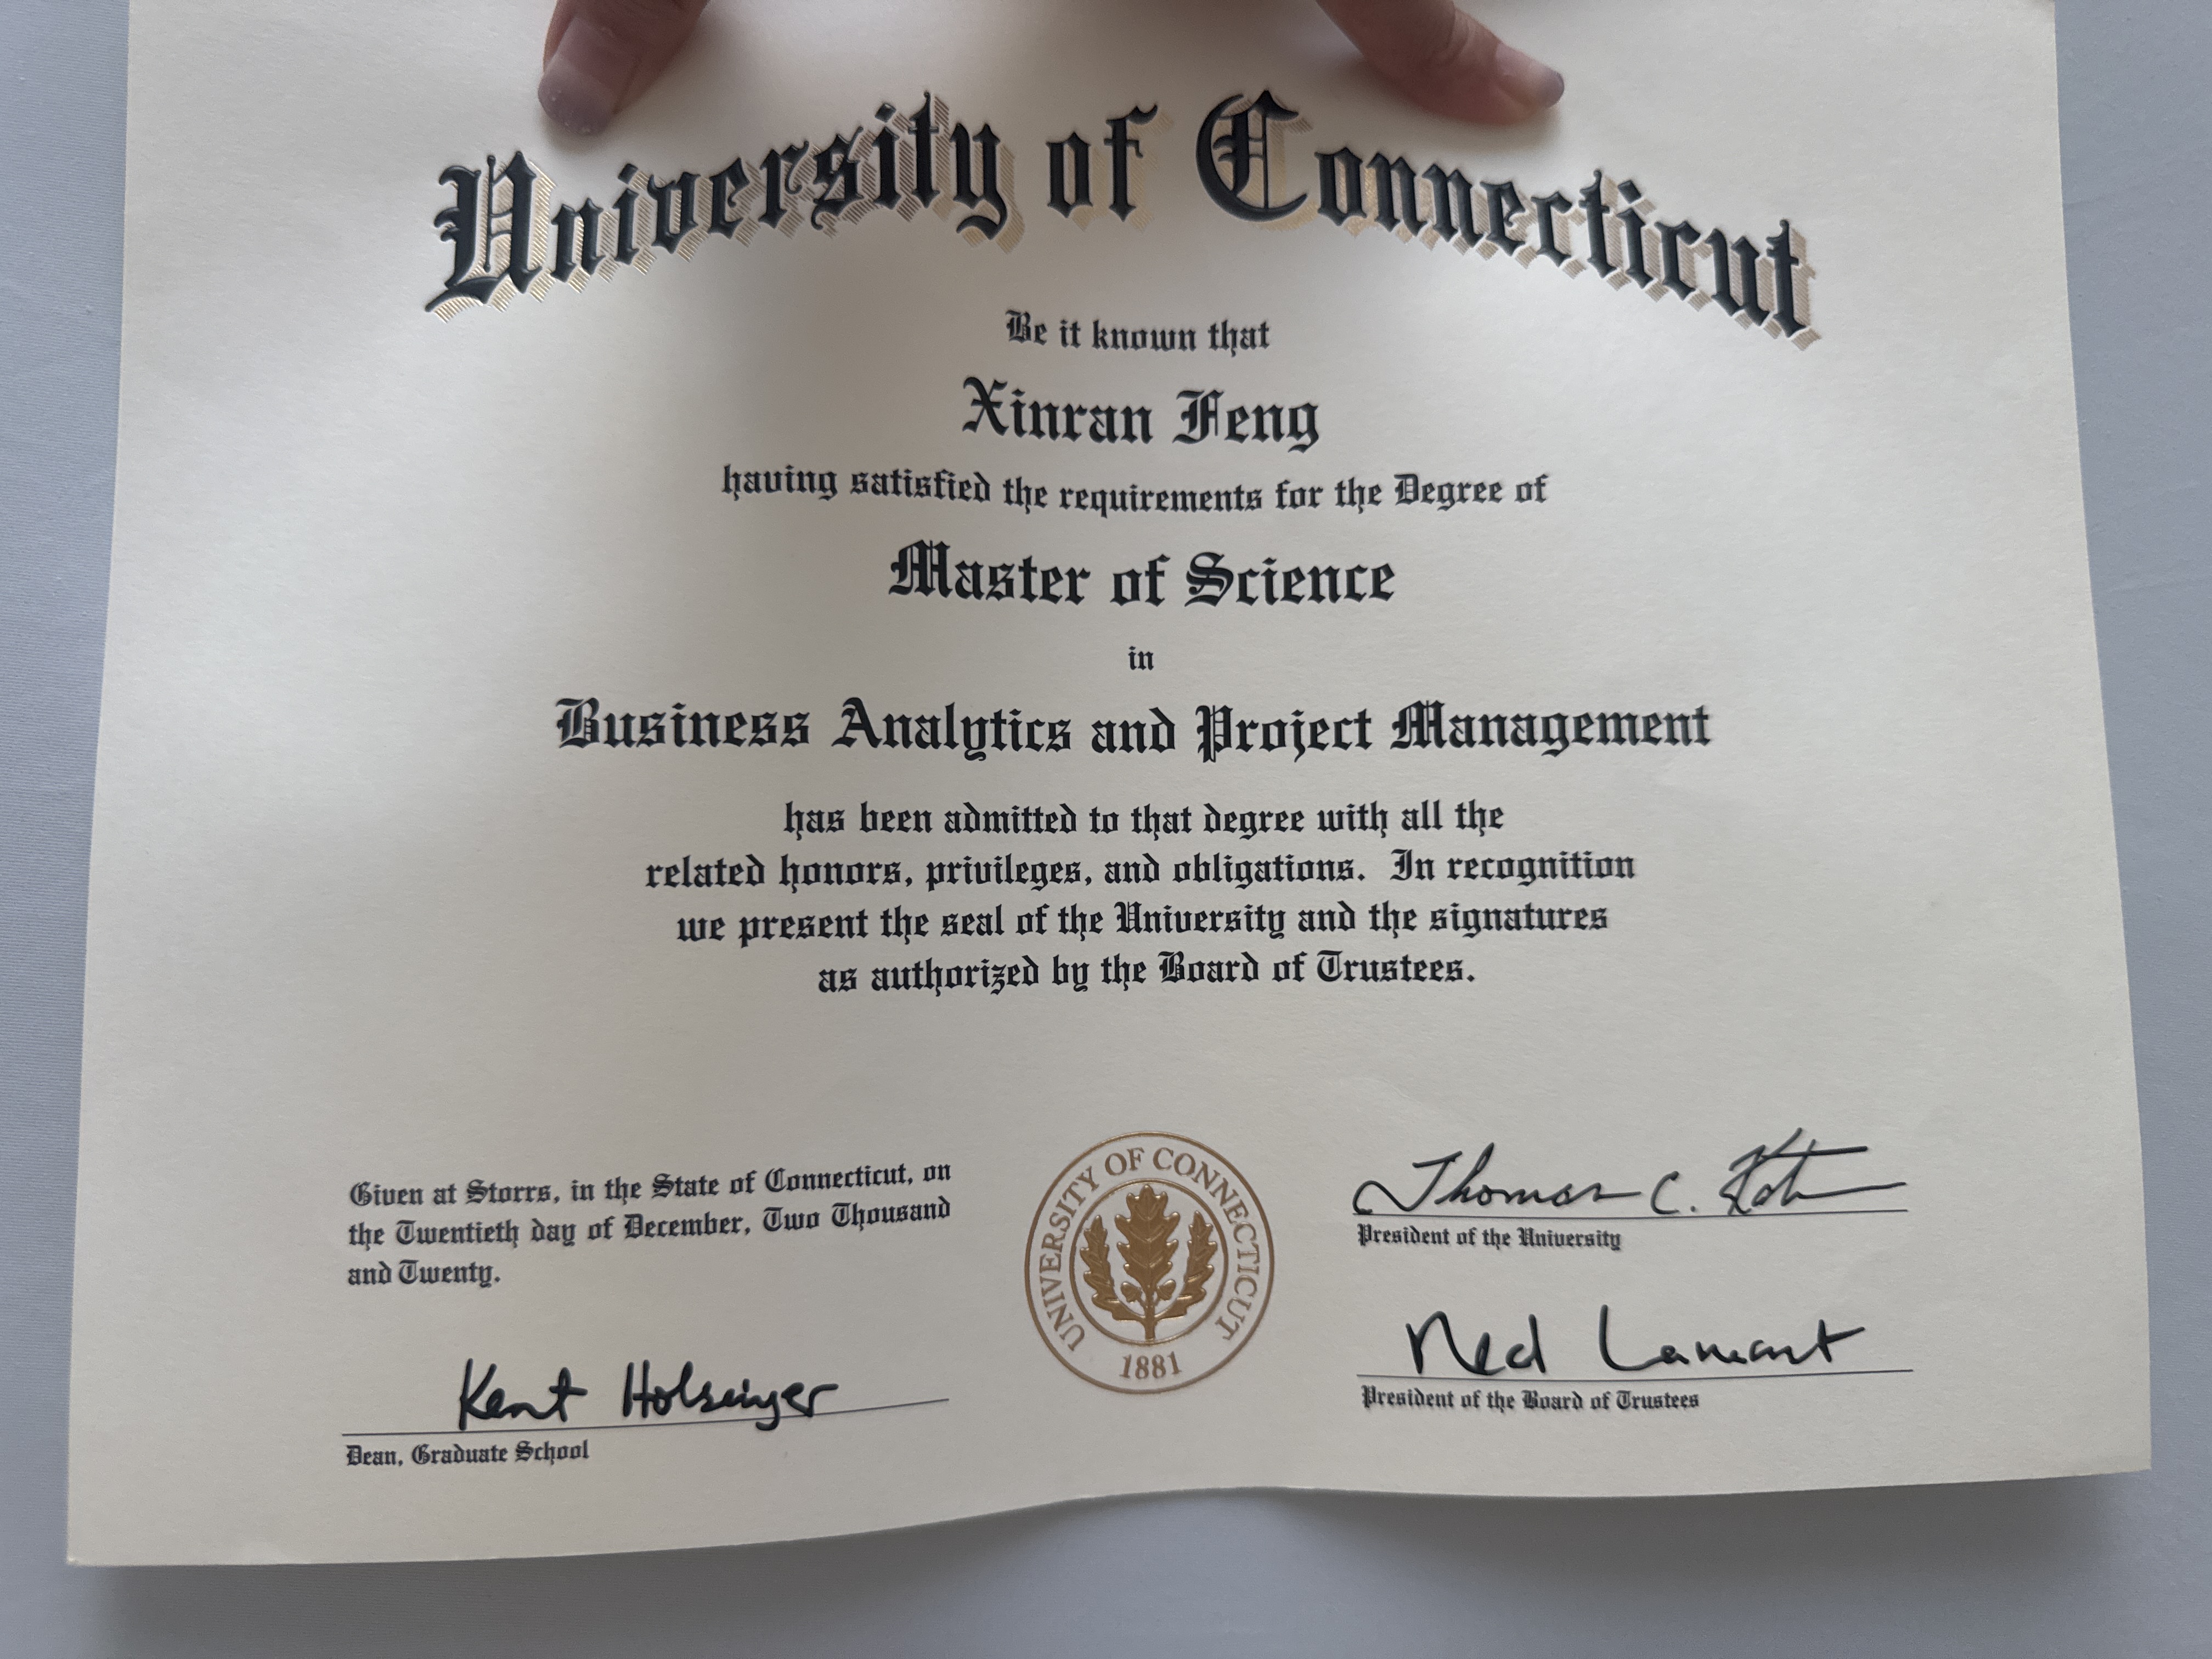 University of Connecticut
Be it known that
Xinran Feng
having satisfied the requirements for the Degree of
Master of Science
in
Business Analytics and Project Management
has been admitted to that degree with all the
related honors, privileges, and obligations. In recognition
we present the seal of the University and the signatures
as authorized by the Board of Trustees.
Given at Storrs, in the State of Connecticut, on
the Twentieth day of December, Two Thousand
and Twenty.
Kent Holsinger
Dean, Graduate School
UNIVERSITY OF CONNECTICUT
1881
Thomas C.
President of the University
Ned Lamont
President of the Board of Trustees